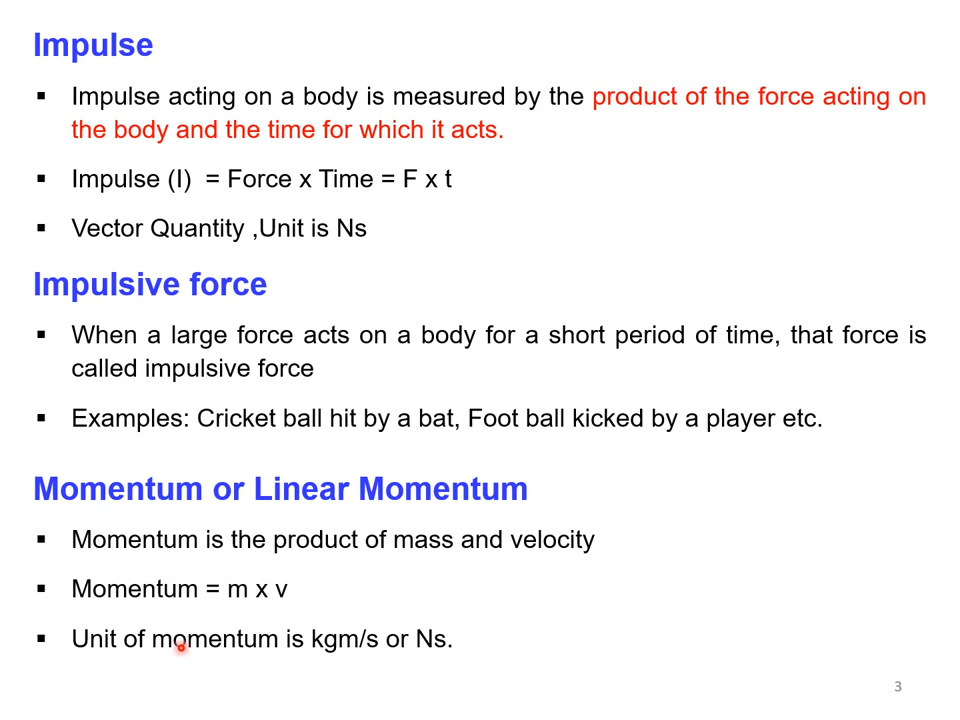 Impulse
▪ Impulse acting on a body is measured by the product of the force acting on
the body and the time for which it acts.
▪ Impulse (I)  = Force x Time = F x t
▪ Vector Quantity ,Unit is Ns
Impulsive force
▪ When a large force acts on a body for a short period of time, that force is
called impulsive force
▪ Examples: Cricket ball hit by a bat, Foot ball kicked by a player etc.
Momentum or Linear Momentum
▪ Momentum is the product of mass and velocity
▪ Momentum = m x v
▪ Unit of momentum is kgm/s or Ns.
3